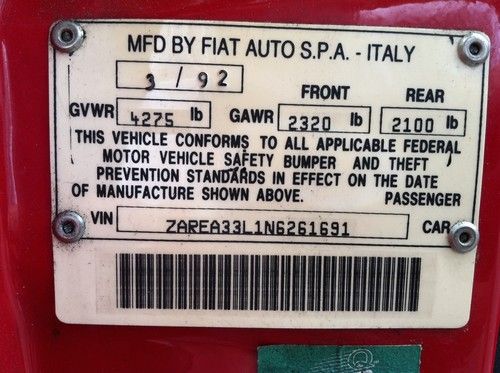 MFD BY FIAT AUTO S.P.A. - ITALY
3 / 92
FRONT REAR
GVWR 4275 lb GAWR 2320 lb 2100 lb
THIS VEHICLE CONFORMS TO ALL APPLICABLE FEDERAL
MOTOR VEHICLE SAFETY BUMPER AND THEFT
PREVENTION STANDARDS IN EFFECT ON THE DATE
OF MANUFACTURE SHOWN ABOVE. PASSENGER
VIN ZAREA33L1N6261691 CAR